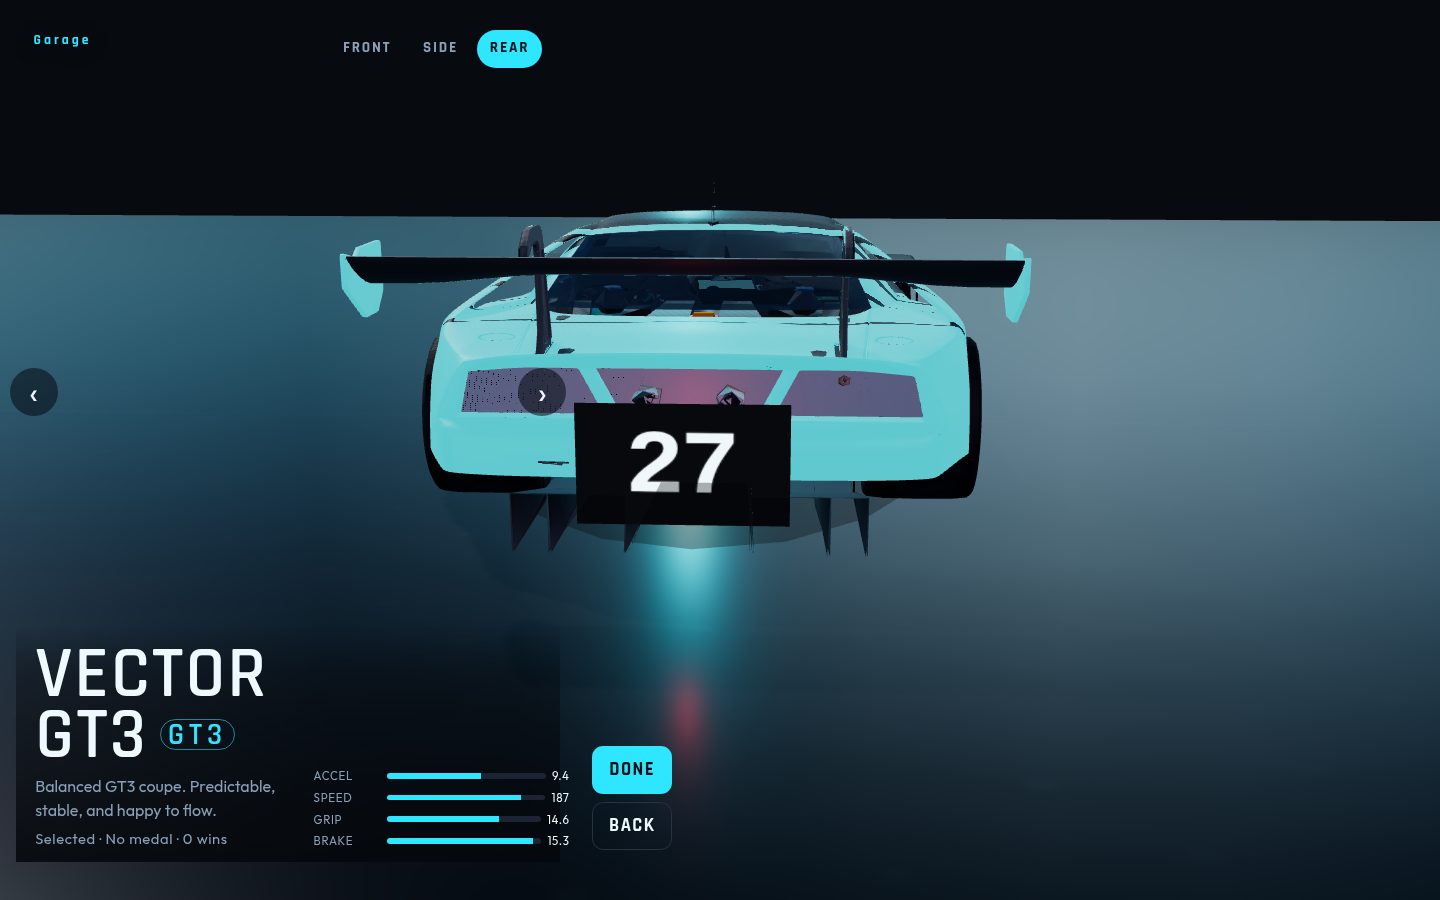 Garage
FRONT SIDE REAR
‹ ›
27
VECTOR
GT3 GT3
Balanced GT3 coupe. Predictable,
stable, and happy to flow.
Selected · No medal · 0 wins
ACCEL 9.4
SPEED 187
GRIP 14.6
BRAKE 15.3
DONE
BACK